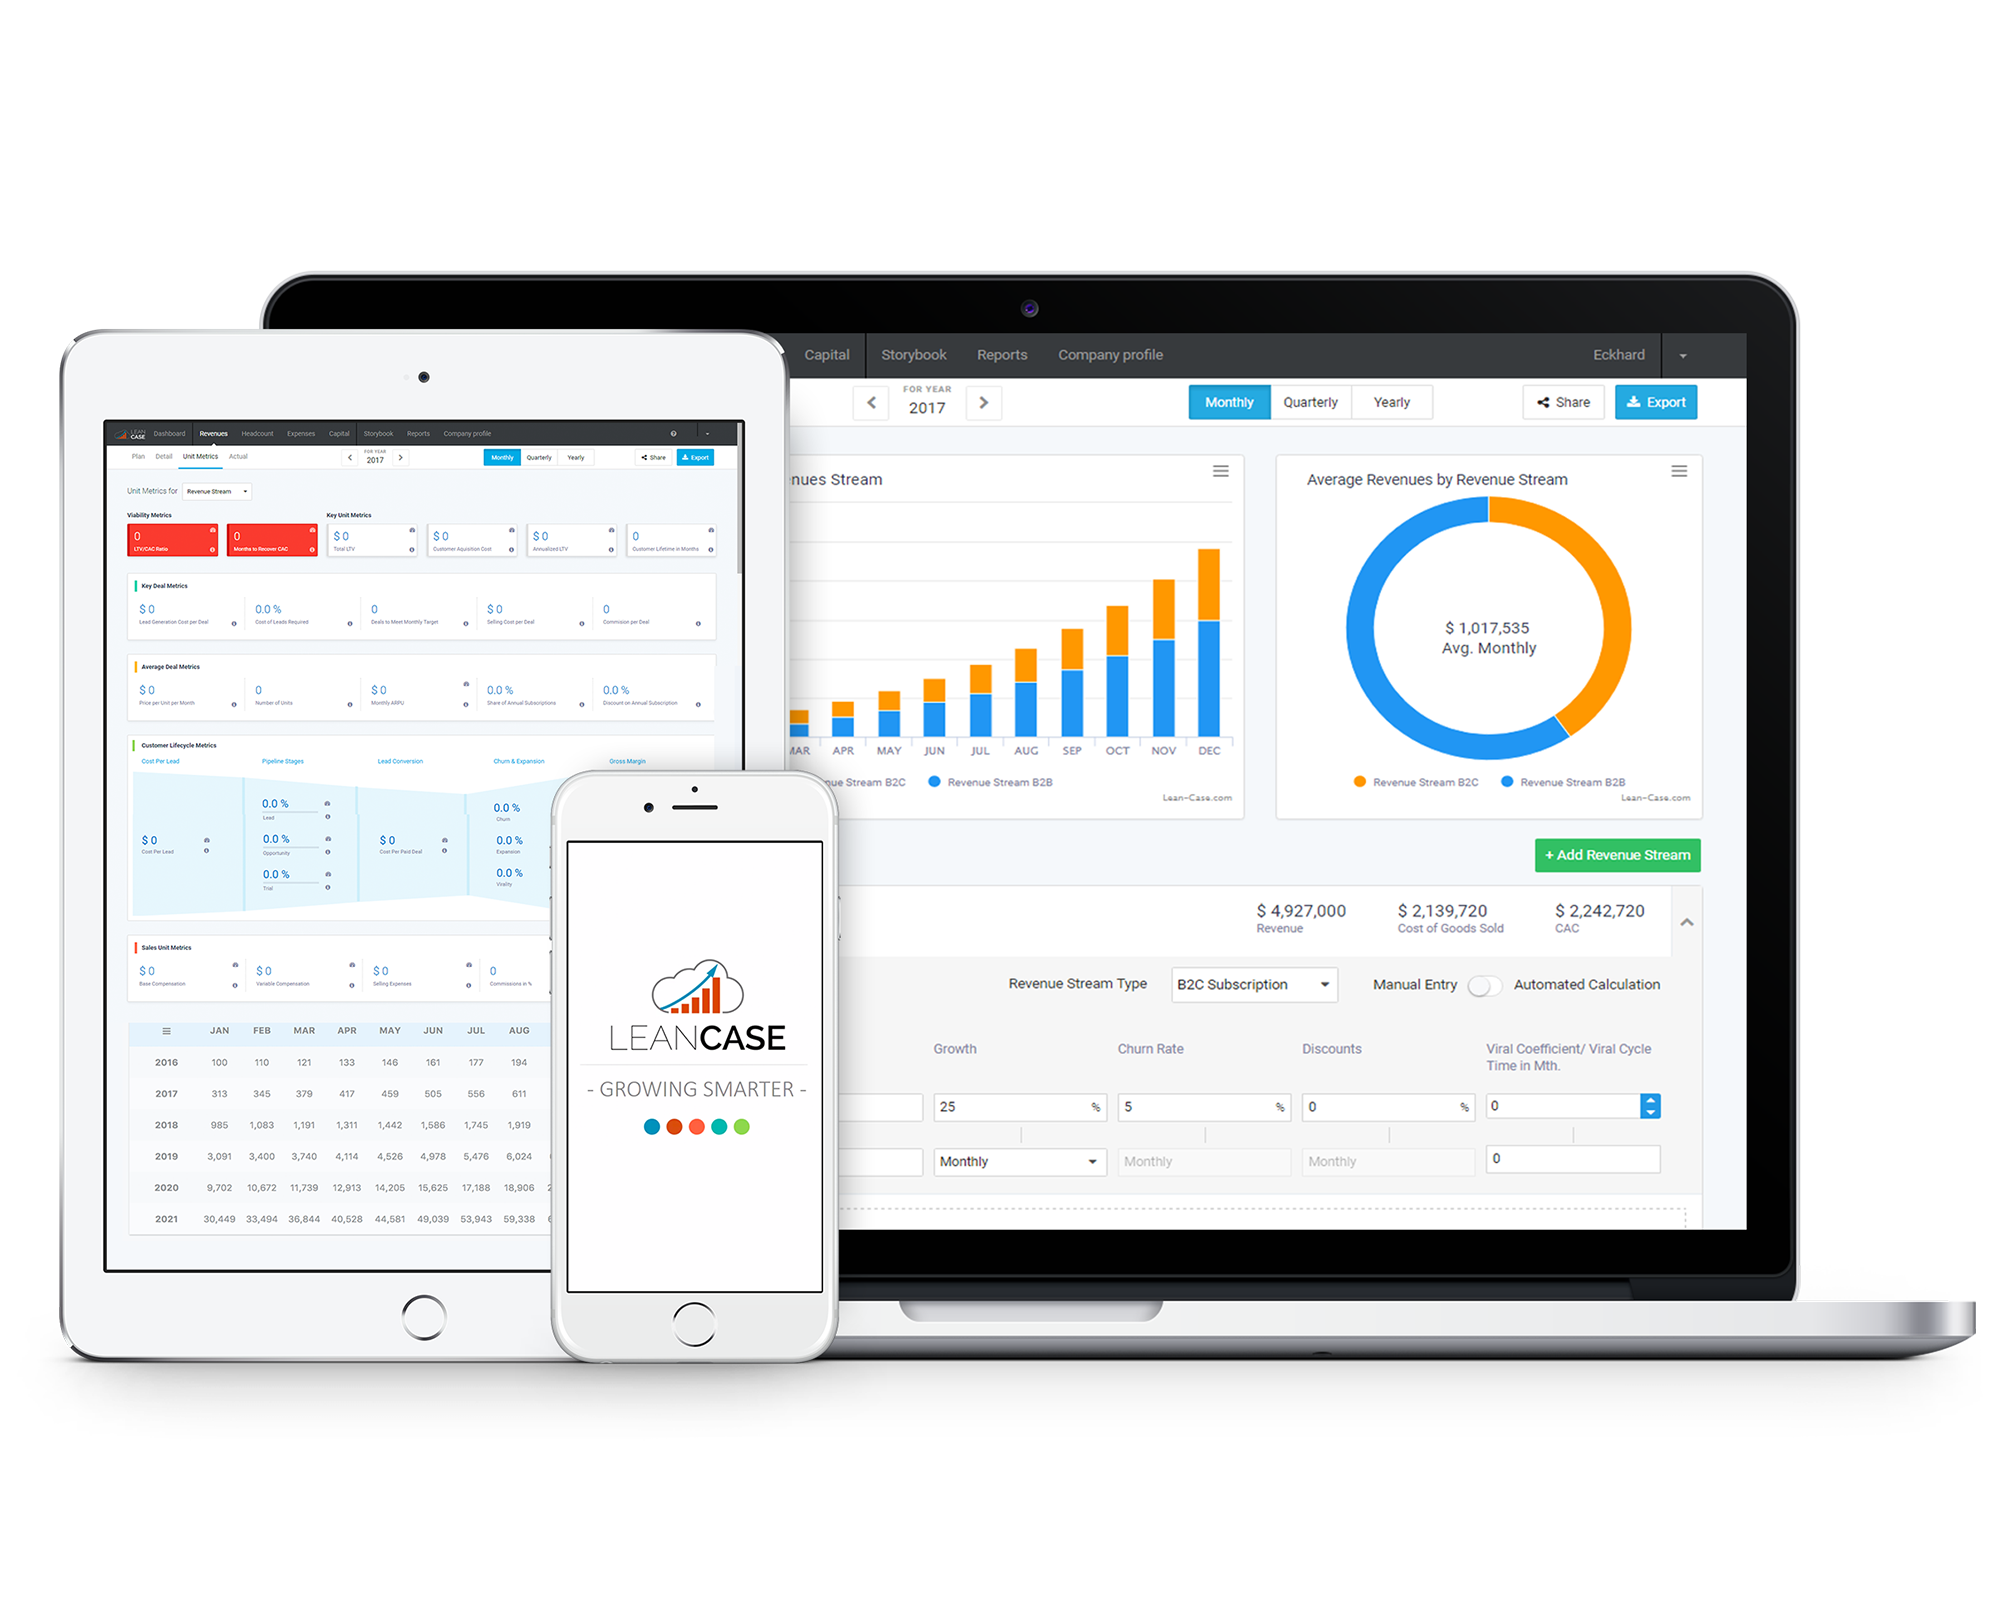 Capital Storybook Reports Company profile Eckhard
FOR YEAR
2017
Monthly Quarterly Yearly Share Export
nues Stream
MAR APR MAY JUN JUL AUG SEP OCT NOV DEC
nue Stream B2C Revenue Stream B2B
Lean-Case.com
Average Revenues by Revenue Stream
$ 1,017,535
Avg. Monthly
Revenue Stream B2C Revenue Stream B2B
Lean-Case.com
+ Add Revenue Stream
$ 4,927,000 $ 2,139,720 $ 2,242,720
Revenue Cost of Goods Sold CAC
Revenue Stream Type B2C Subscription Manual Entry Automated Calculation
Growth Churn Rate Discounts Viral Coefficient/ Viral Cycle
Time in Mth.
25 % 5 % 0 % 0
Monthly Monthly Monthly 0
LEAN
CASE Dashboard Revenues Headcount Expenses Capital Storybook Reports Company profile
Plan Detail Unit Metrics Actual
FOR YEAR
2017
Monthly Quarterly Yearly Share Export
Unit Metrics for Revenue Stream
Viability Metrics Key Unit Metrics
0 0 $ 0 $ 0 $ 0 0
LTV/CAC Ratio Months to Recover CAC Total LTV Customer Aquisition Cost Annualized LTV Customer Lifetime in Months
Key Deal Metrics
$ 0 0.0 % 0 $ 0 0
Lead Generation Cost per Deal Cost of Leads Required Deals to Meet Monthly Target Selling Cost per Deal Commision per Deal
Average Deal Metrics
$ 0 0 $ 0 0.0 % 0.0 %
Price per Unit per Month Number of Units Monthly ARPU Share of Annual Subscriptions Discount on Annual Subscription
Customer Lifecycle Metrics
Cost Per Lead Pipeline Stages Lead Conversion Churn & Expansion Gross Margin
0.0 % 0.0 %
Lead Churn
$ 0 0.0 % $ 0 0.0 %
Cost Per Lead Opportunity Cost Per Paid Deal Expansion
0.0 % 0.0 %
Trial Virality
Sales Unit Metrics
$ 0 $ 0 $ 0 0
Base Compensation Variable Compensation Selling Expenses Commissions in %
JAN FEB MAR APR MAY JUN JUL AUG
2016 100 110 121 133 146 161 177 194
2017 313 345 379 417 459 505 556 611
2018 985 1,083 1,191 1,311 1,442 1,586 1,745 1,919
2019 3,091 3,400 3,740 4,114 4,526 4,978 5,476 6,024
2020 9,702 10,672 11,739 12,913 14,205 15,625 17,188 18,906
2021 30,449 33,494 36,844 40,528 44,581 49,039 53,943 59,338
LEANCASE
- GROWING SMARTER -